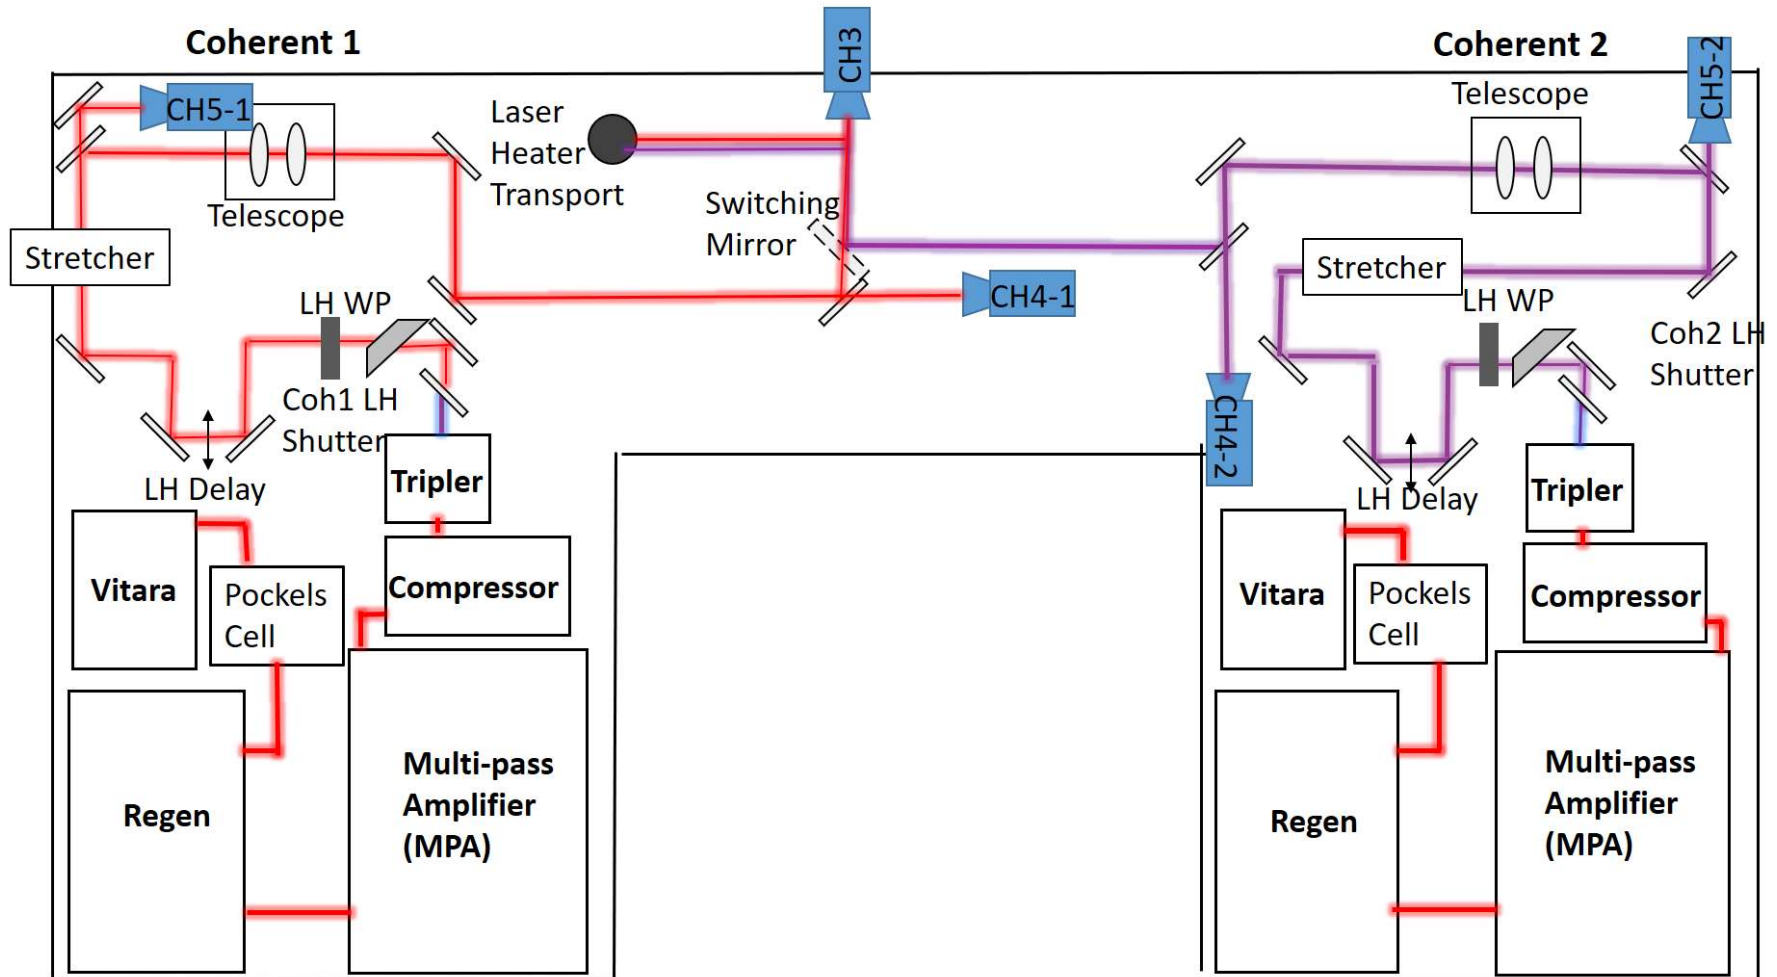 Coherent 1
Coherent 2
CH3
CH5-2
CH5-1
Laser
Heater
Transport
Telescope
Telescope
Switching
Mirror
Stretcher
Stretcher
CH4-1
LH WP
LH WP
Coh1 LH
Shutter
Coh2 LH
Shutter
CH4-2
LH Delay
LH Delay
Tripler
Tripler
Vitara
Pockels
Cell
Compressor
Vitara
Pockels
Cell
Compressor
Regen
Multi-pass
Amplifier
(MPA)
Regen
Multi-pass
Amplifier
(MPA)